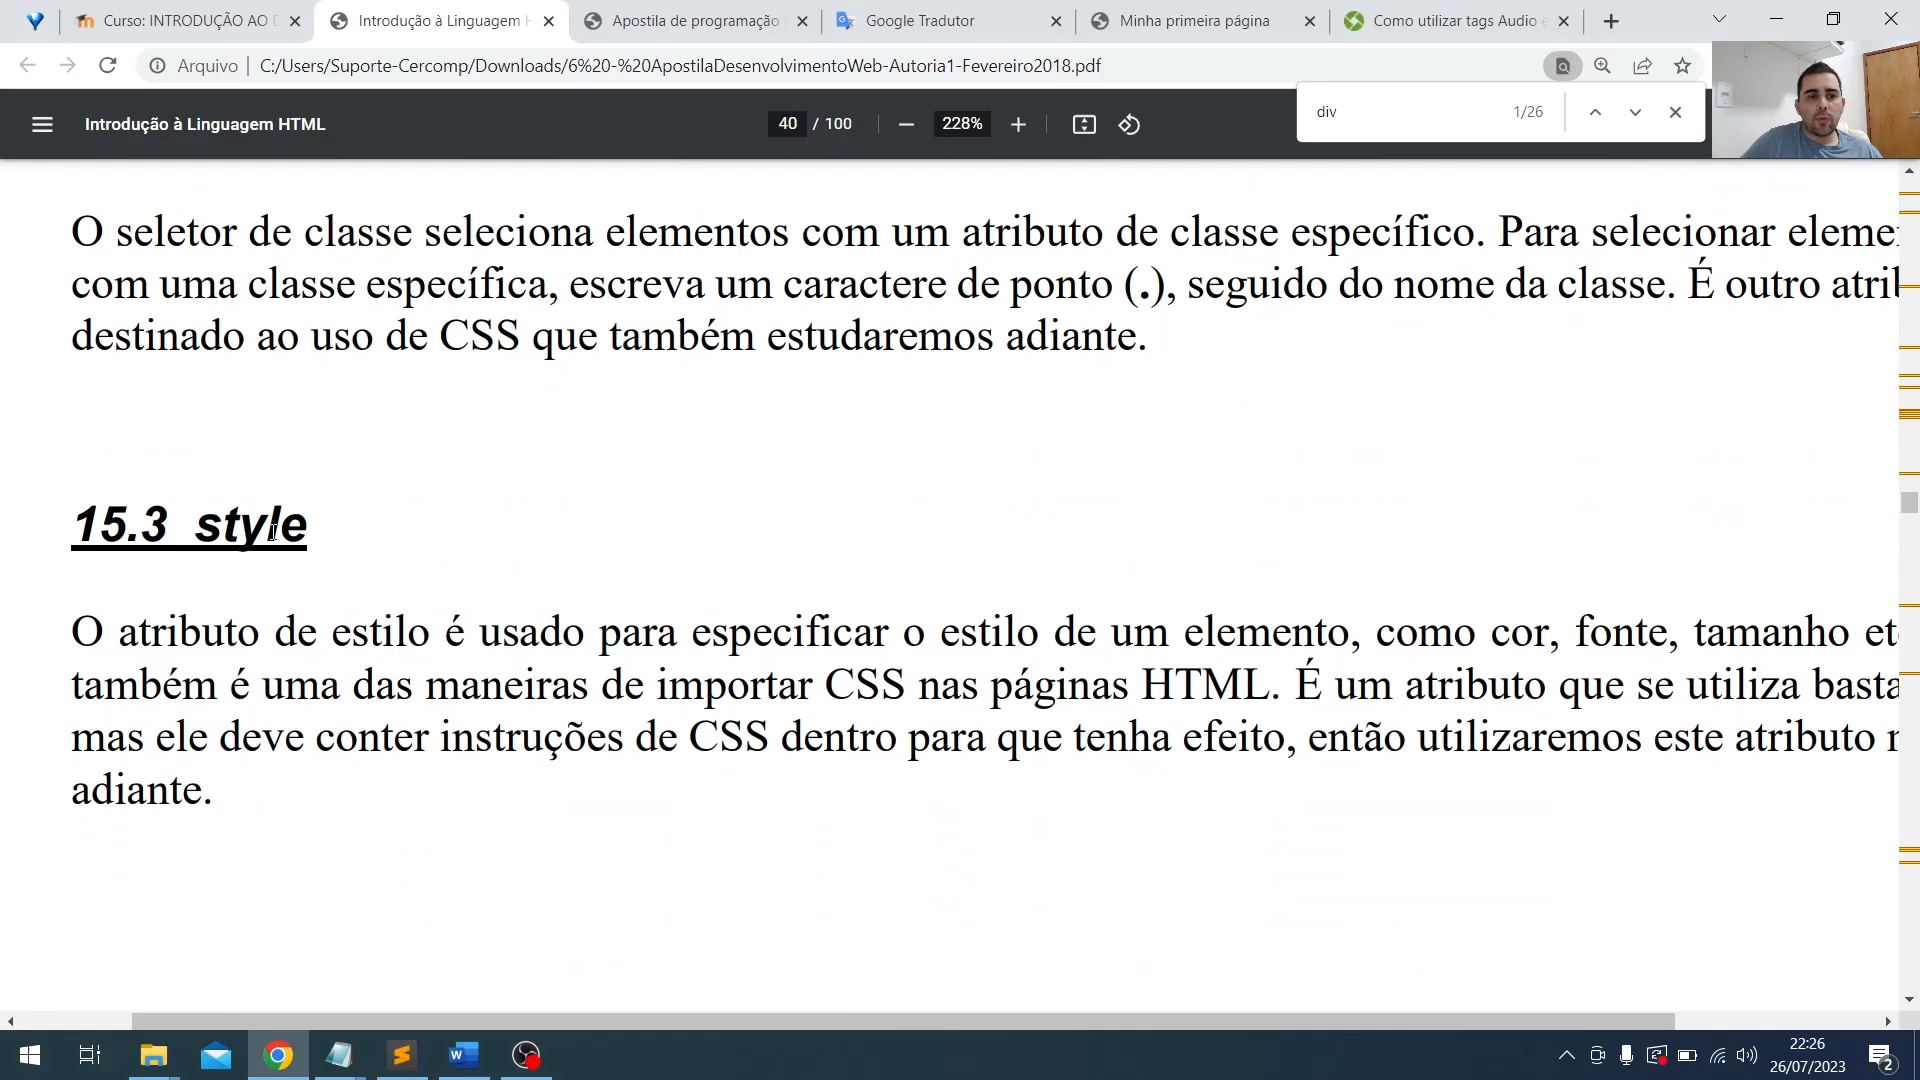 Curso: INTRODUÇÃO AO D
Introdução à Linguagem H
Apostila de programação
Google Tradutor
Minha primeira página
Como utilizar tags Audio e
Arquivo
C:/Users/Suporte-Cercomp/Downloads/6%20-%20ApostilaDesenvolvimentoWeb-Autoria1-Fevereiro2018.pdf
div
1/26
Introdução à Linguagem HTML
40 / 100
228%
O seletor de classe seleciona elementos com um atributo de classe específico. Para selecionar eleme
com uma classe específica, escreva um caractere de ponto (.), seguido do nome da classe. É outro atri
destinado ao uso de CSS que também estudaremos adiante.
15.3 style
O atributo de estilo é usado para especificar o estilo de um elemento, como cor, fonte, tamanho et
também é uma das maneiras de importar CSS nas páginas HTML. É um atributo que se utiliza basta
mas ele deve conter instruções de CSS dentro para que tenha efeito, então utilizaremos este atributo
adiante.
22:26
26/07/2023
2